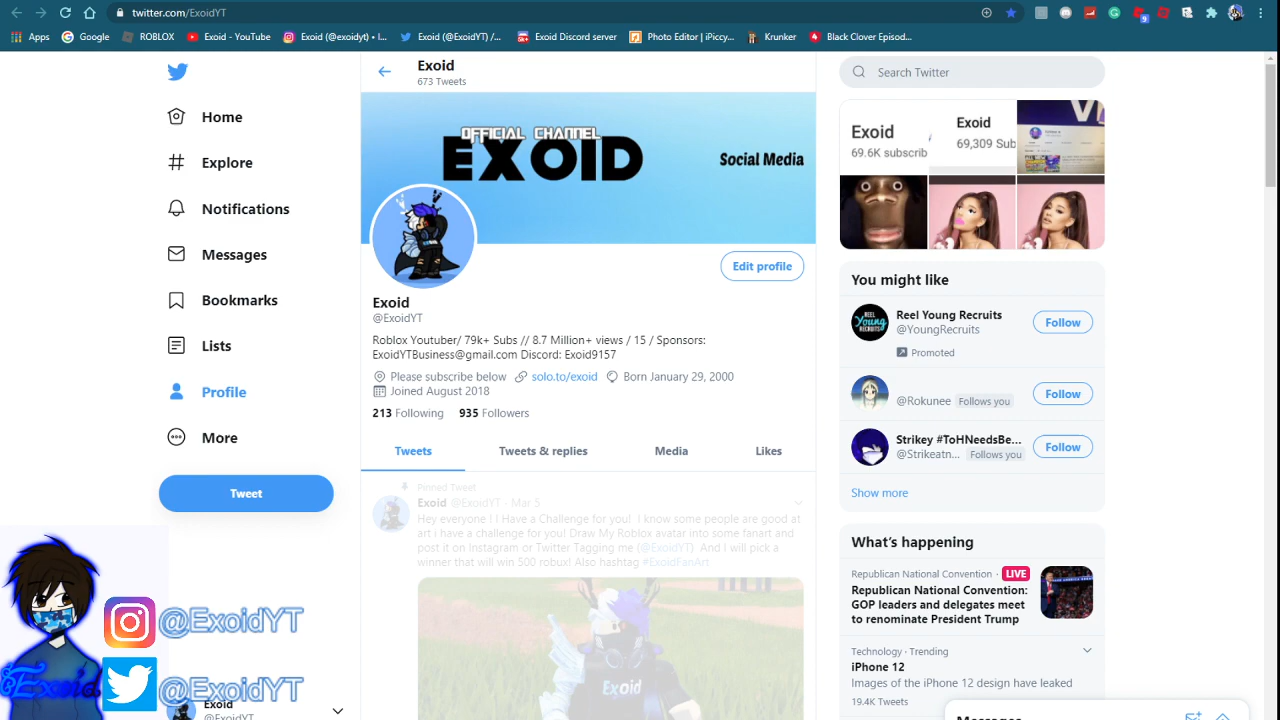 twitter.com/ExoidYT
9
Apps
Google
ROBLOX
Exoid - YouTube
Exoid (@exoidyt) • I...
Exoid (@ExoidYT) /...
Exoid Discord server
Photo Editor | iPiccy...
Krunker
Black Clover Episod...
Home
Explore
Notifications
Messages
Bookmarks
Lists
Profile
More
Tweet
@ExoidYT
@ExoidYT
Exoid
Exoid
@ExoidYT
Exoid
673 Tweets
OFFICIAL CHANNEL
EXOID
Social Media
Edit profile
Exoid
@ExoidYT
Roblox Youtuber/ 79k+ Subs // 8.7 Million+ views / 15 / Sponsors:
ExoidYTBusiness@gmail.com Discord: Exoid9157
Please subscribe below solo.to/exoid Born January 29, 2000
Joined August 2018
213 Following 935 Followers
Tweets
Tweets & replies
Media
Likes
Pinned Tweet
Exoid @ExoidYT · Mar 5
Hey everyone ! I Have a Challenge for you! I know some people are good at
art i have a challenge for you! Draw My Roblox avatar into some fanart and
post it on Instagram or Twitter Tagging me (@ExoidYT) And I will pick a
winner that will win 500 robux! Also hashtag #ExoidFanArt
Exoid
Search Twitter
Exoid
69.6K subscrib
Exoid
69,309 Sub
You might like
Reel Young Recruits
@YoungRecruits
Promoted
Follow
REEL
Young
RECRUITS
@Rokunee Follows you
Follow
Strikey #ToHNeedsBe...
@Strikeatn... Follows you
Follow
Show more
What's happening
Republican National Convention · LIVE
Republican National Convention:
GOP leaders and delegates meet
to renominate President Trump
Technology · Trending
iPhone 12
Images of the iPhone 12 design have leaked
19.4K Tweets
Messages